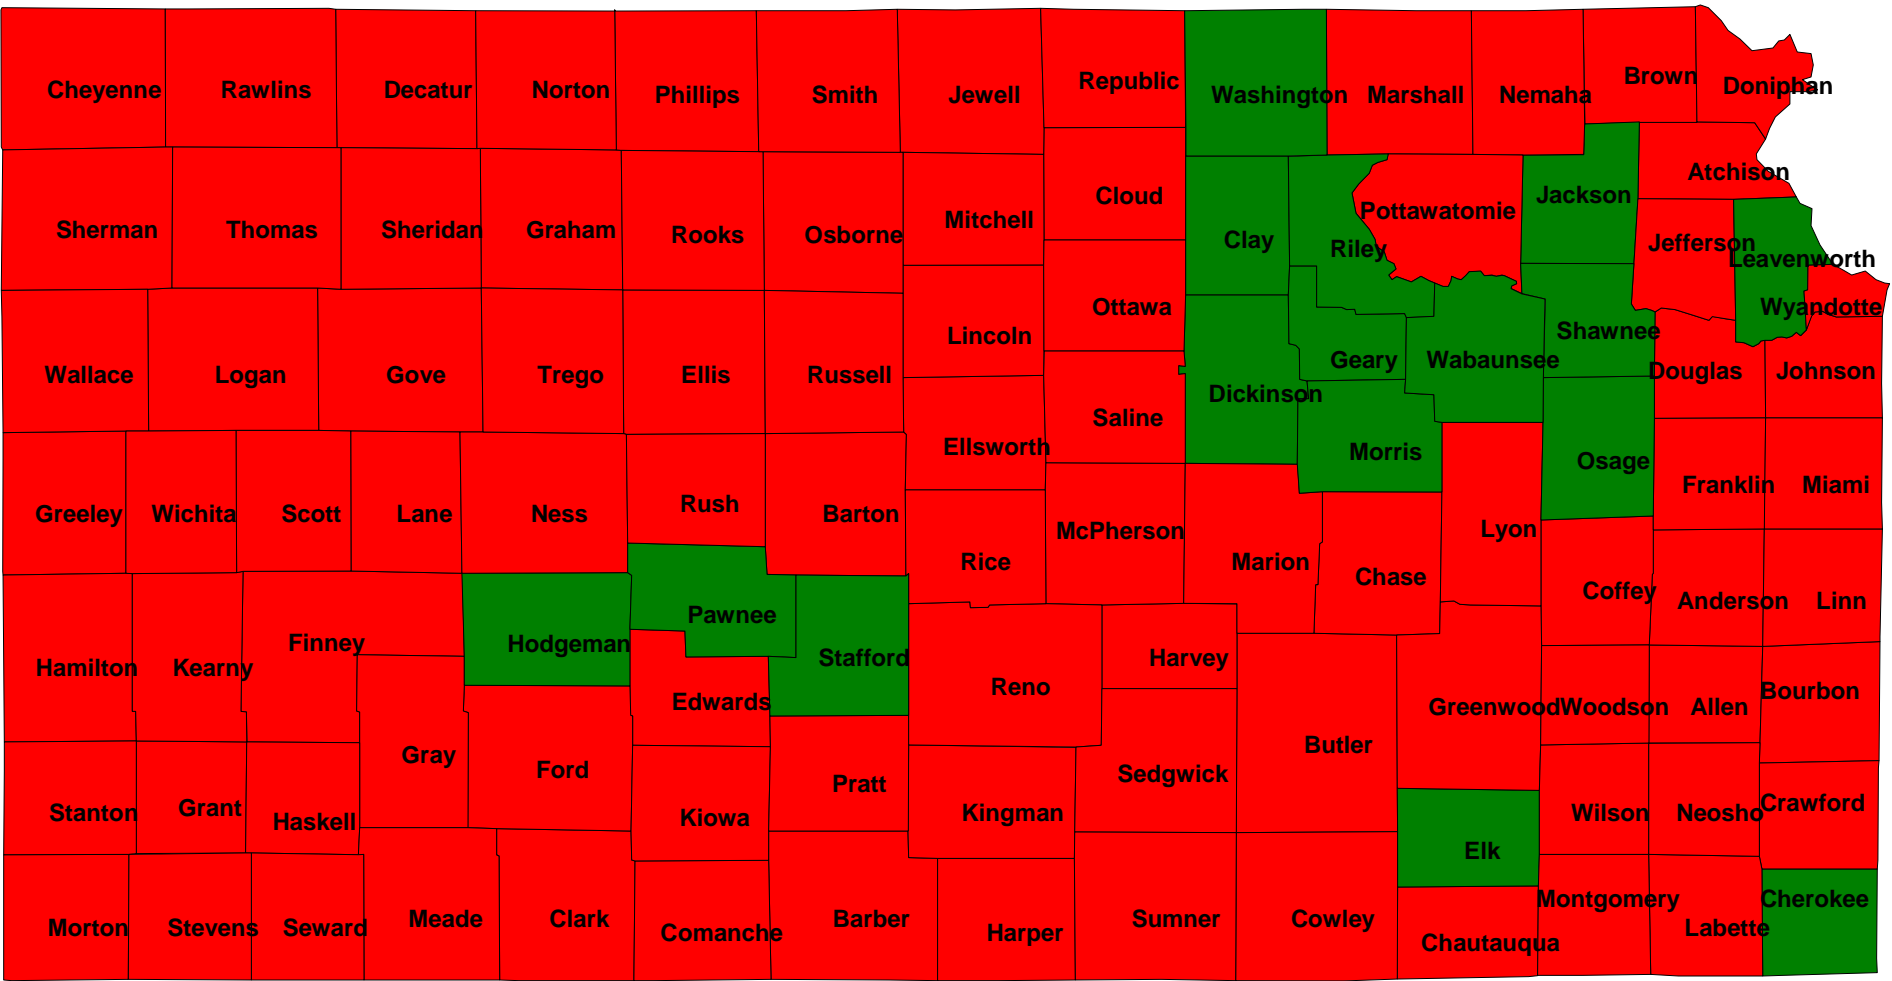 Cheyenne
Rawlins
Decatur
Norton
Phillips
Smith
Jewell
Republic
Washington
Marshall
Nemaha
Brown
Doniphan
Sherman
Thomas
Sheridan
Graham
Rooks
Osborne
Mitchell
Cloud
Clay
Riley
Pottawatomie
Jackson
Atchison
Jefferson
Leavenworth
Wyandotte
Wallace
Logan
Gove
Trego
Ellis
Russell
Lincoln
Ottawa
Saline
Dickinson
Geary
Wabaunsee
Shawnee
Douglas
Johnson
Greeley
Wichita
Scott
Lane
Ness
Rush
Barton
Ellsworth
Rice
McPherson
Marion
Morris
Chase
Lyon
Osage
Franklin
Miami
Coffey
Anderson
Linn
Hamilton
Kearny
Finney
Hodgeman
Pawnee
Stafford
Edwards
Reno
Harvey
Sedgwick
Butler
Greenwood
Woodson
Allen
Bourbon
Stanton
Grant
Haskell
Gray
Ford
Kiowa
Pratt
Kingman
Elk
Wilson
Neosho
Crawford
Morton
Stevens
Seward
Meade
Clark
Comanche
Barber
Harper
Sumner
Cowley
Chautauqua
Montgomery
Labette
Cherokee